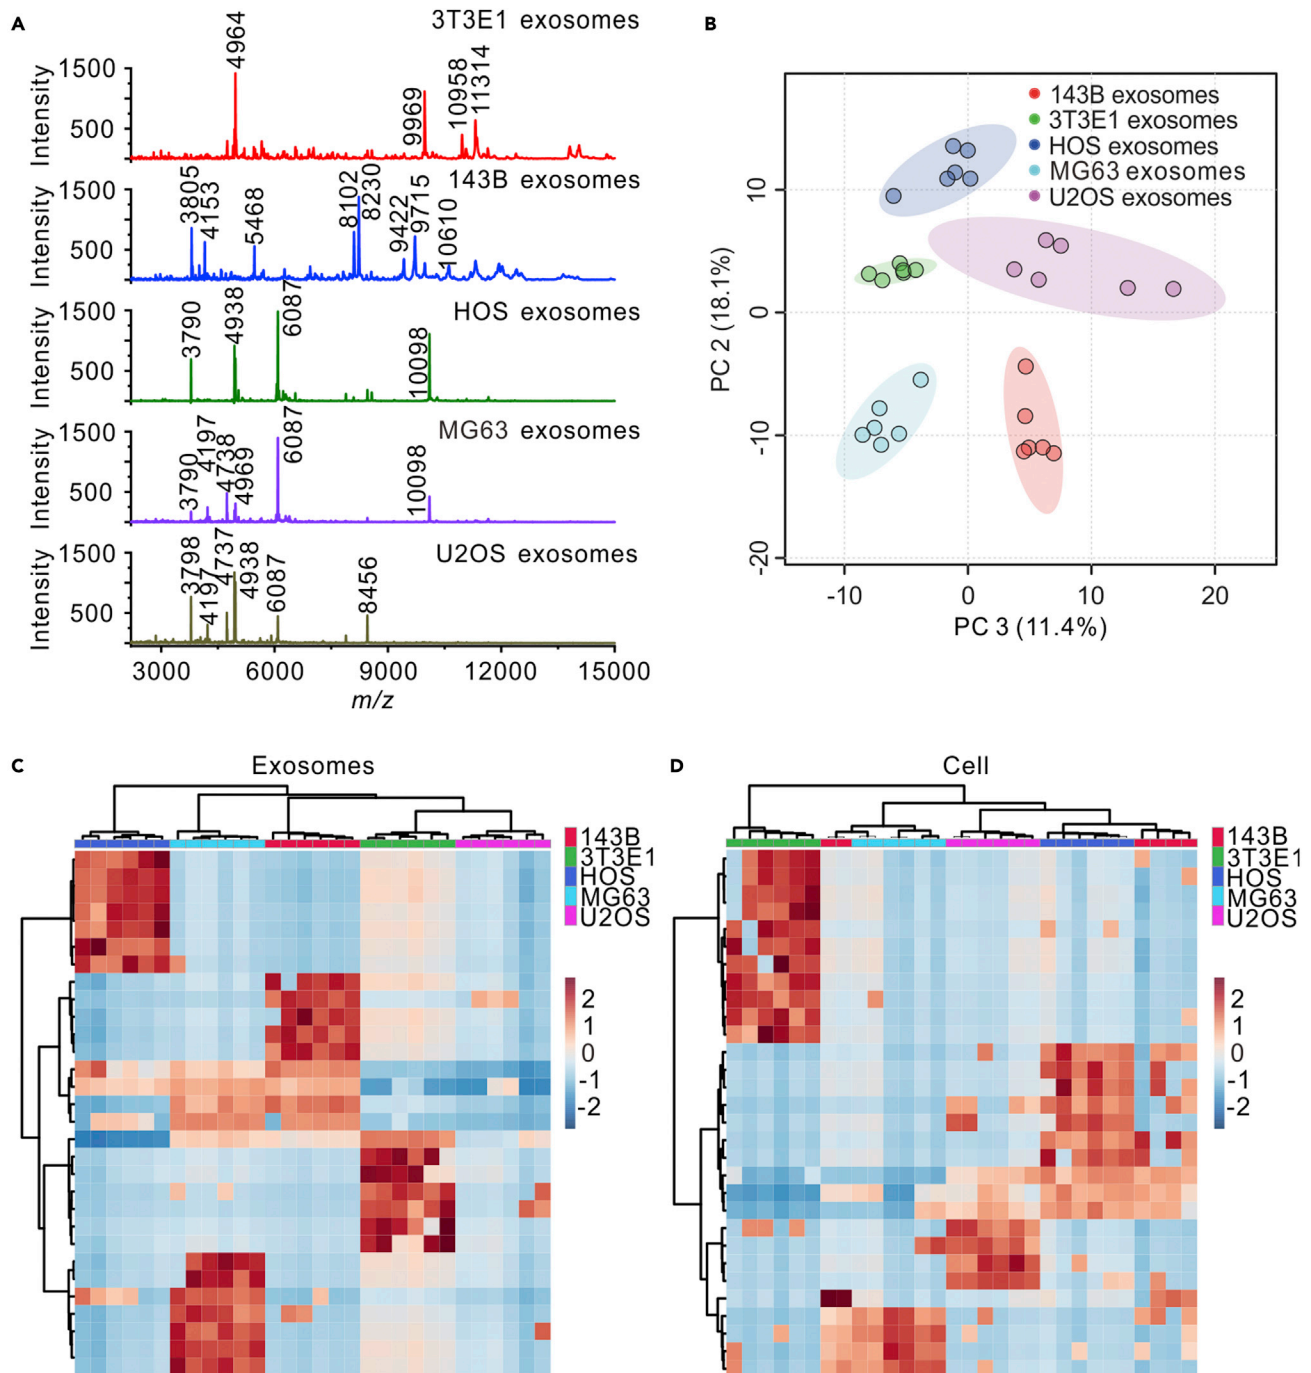 A
3T3E1 exosomes
Intensity
1500
500
4964
9969
10958
11314
143B exosomes
Intensity
1500
500
3805
4153
5468
8102
8230
9422
9715
10610
HOS exosomes
Intensity
1500
500
3790
4938
6087
10098
MG63 exosomes
Intensity
1500
500
3790
4197
4738
4969
6087
10098
U2OS exosomes
Intensity
1500
500
3798
4197
4737
4938
6087
8456
3000 6000 9000 12000 15000
m/z
B
143B exosomes
3T3E1 exosomes
HOS exosomes
MG63 exosomes
U2OS exosomes
PC 2 (18.1%)
10
0
-10
-20
-10 0 10 20
PC 3 (11.4%)
C
Exosomes
143B
3T3E1
HOS
MG63
U2OS
2
1
0
-1
-2
D
Cell
143B
3T3E1
HOS
MG63
U2OS
2
1
0
-1
-2